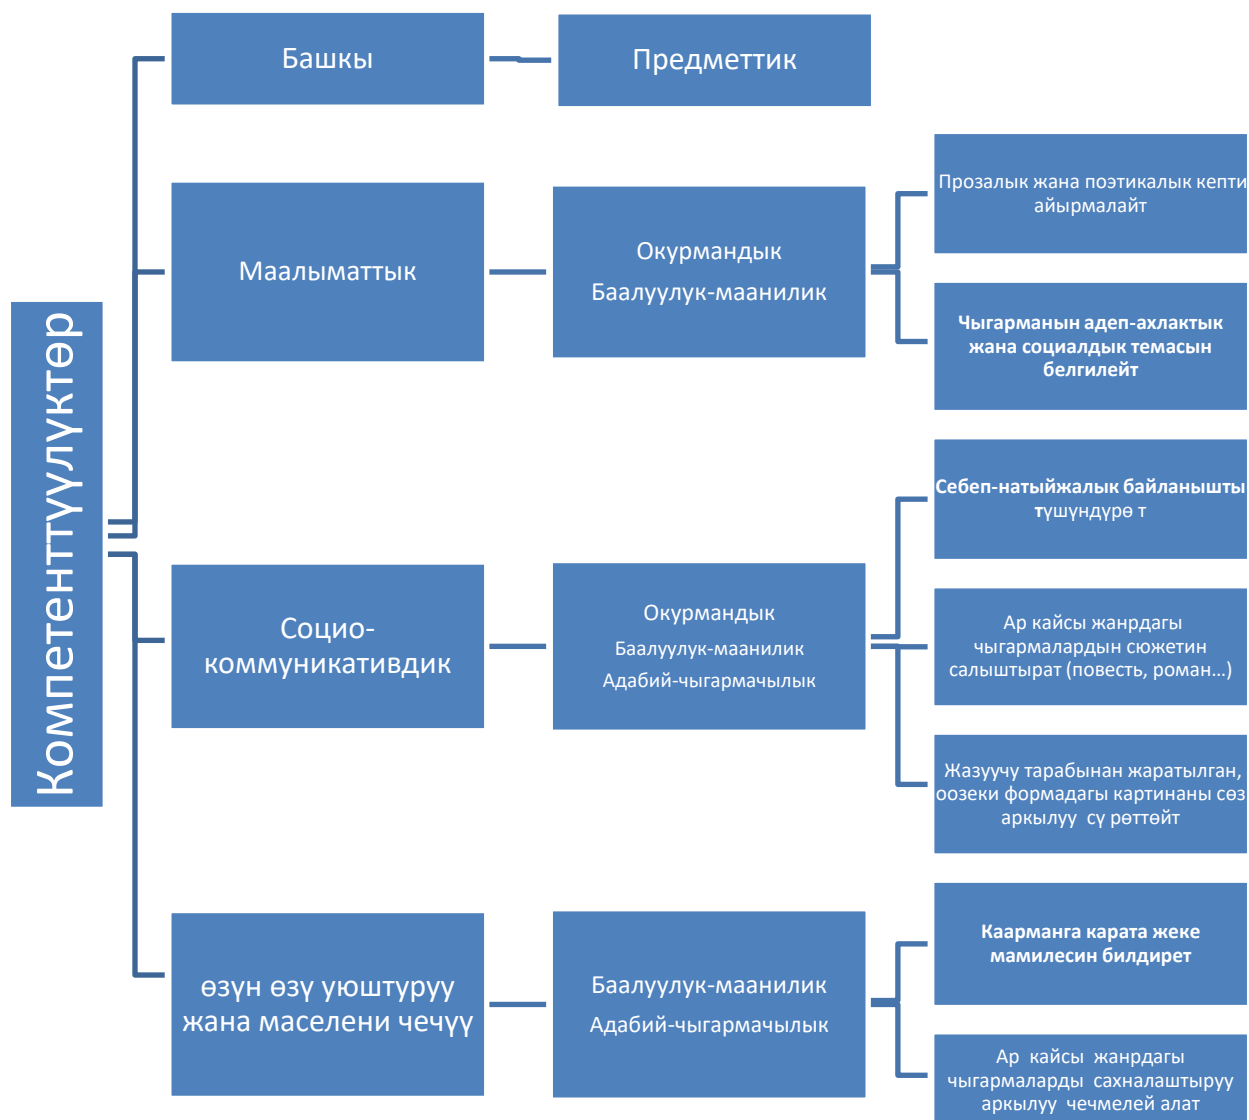 Компетенттүүлүктөр
Башкы
Предметтик
Маалыматтык
Окурмандык
Баалуулук-маанилик
Прозалык жана поэтикалык кепти
айырмалайт
Чыгарманын адеп-ахлактык
жана социалдык темасын
белгилейт
Социо-
коммуникативдик
Окурмандык
Баалуулук-маанилик
Адабий-чыгармачылык
Себеп-натыйжалык байланышты
түшүндүрө т
Ар кайсы жанрдагы
чыгармалардын сюжетин
салыштырат (повесть, роман...)
Жазуучу тарабынан жаратылган,
оозеки формадагы картинаны сөз
аркылуу сү рөттөйт
өзүн өзү уюштуруу
жана маселени чечүү
Баалуулук-маанилик
Адабий-чыгармачылык
Каарманга карата жеке
мамилесин билдирет
Ар кайсы жанрдагы
чыгармаларды сахналаштыруу
аркылуу чечмелей алат